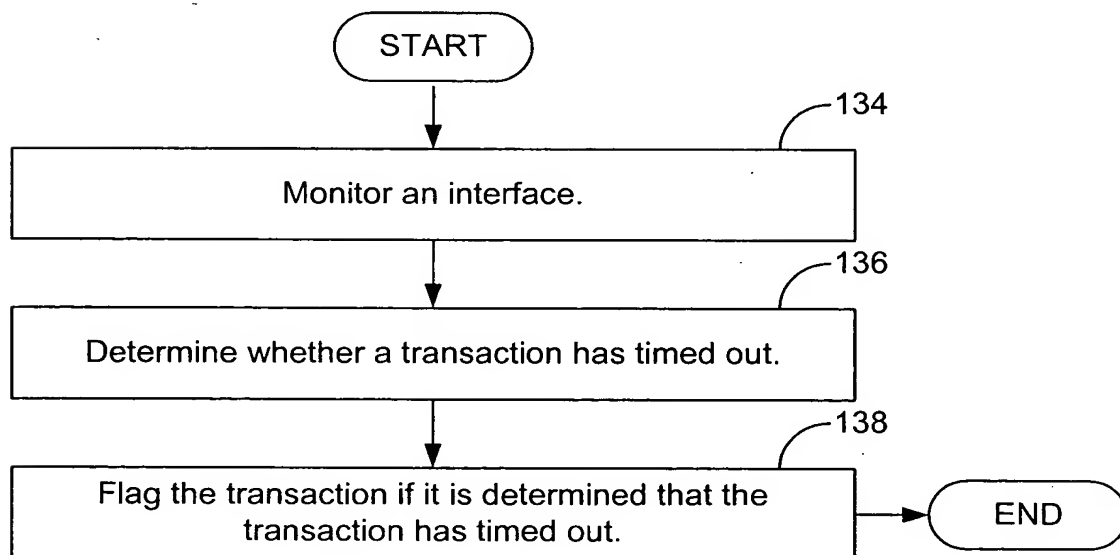 START
134
Monitor an interface.
136
Determine whether a transaction has timed out.
138
Flag the transaction if it is determined that the
transaction has timed out.
END